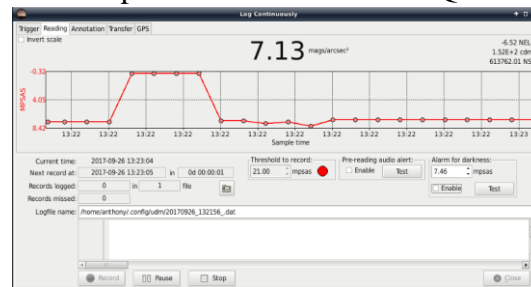 Log Continuously
Trigger Reading Annotation Transfer GPS
Invert scale
7.13 mags/arcsec²
-6.52 NEL
1.52E+2 cdm
613762.01 NS
-0.32
4.05
8.42
MPSAS
13:22 13:22 13:22 13:22 13:22 13:22 13:22 13:22 13:22 13:22 13:22 13:23
Sample time
Current time: 2017-09-26 13:23:04
Next record at: 2017-09-26 13:23:05 in 0d 00:00:01
Records logged: 0 in 1 file
Records missed: 0
Threshold to record:
21.00 mpsas
Pre-reading audio alert:
Enable Test
Alarm for darkness:
7.46 mpsas
Enable Test
Logfile name: /home/anthony/.config/udm/20170926_132156_.dat
Record Pause Stop Close